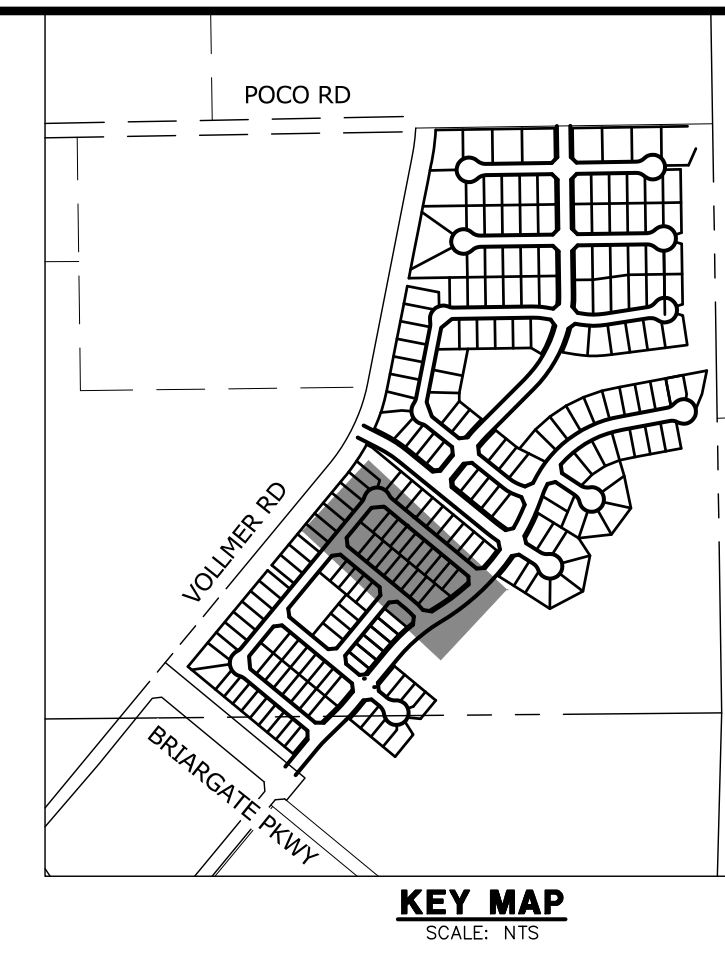 POCO RD
VOLLMER RD
BRIARGATE PKWY
KEY MAP
SCALE: NTS